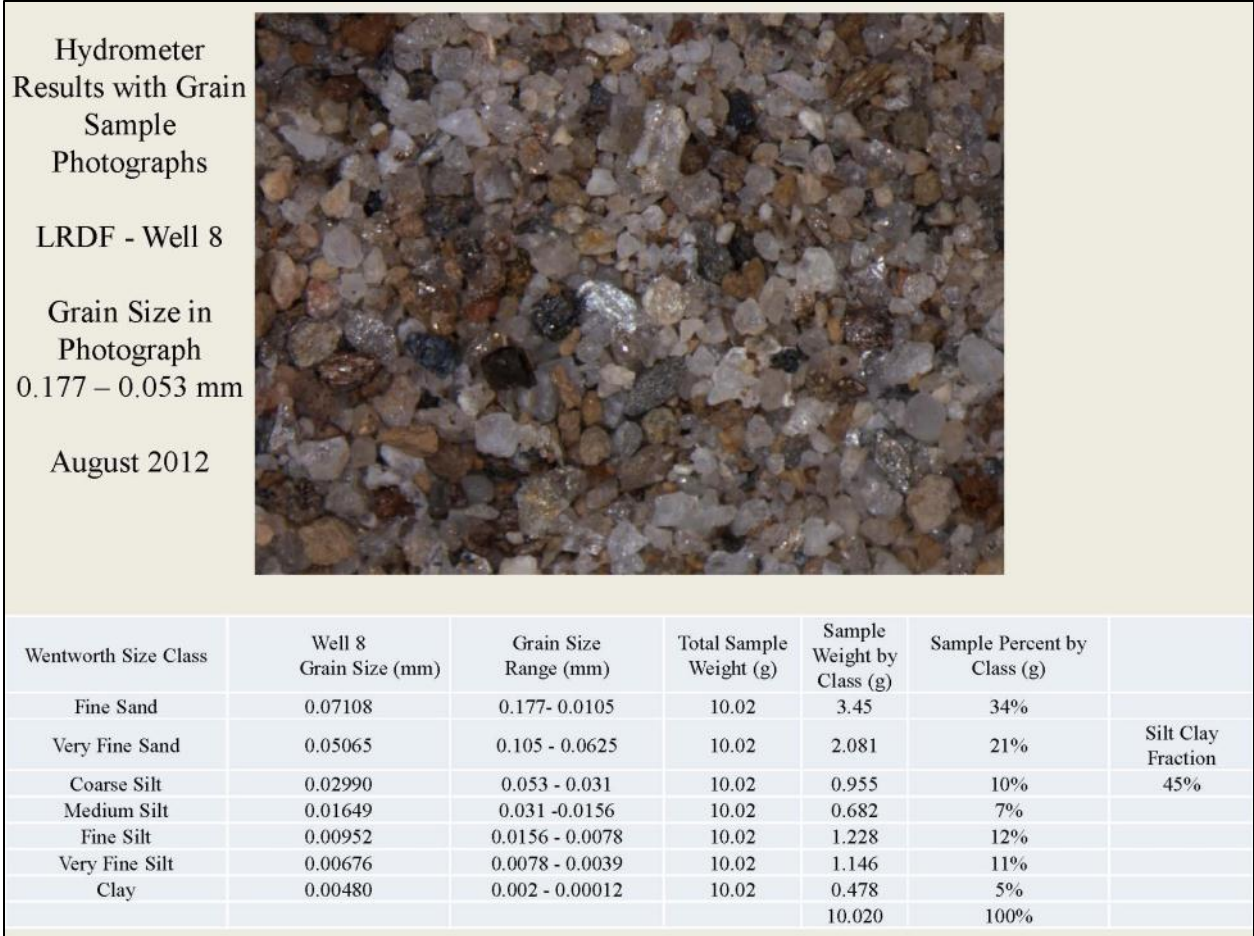 Hydrometer
Results with Grain
Sample
Photographs
LRDF - Well 8
Grain Size in
Photograph
0.177 – 0.053 mm
August 2012
Wentworth Size Class Well 8 Grain Size (mm) Grain Size Range (mm) Total Sample Weight (g) Sample Weight by Class (g) Sample Percent by Class (g)
Fine Sand 0.07108 0.177- 0.0105 10.02 3.45 34%
Very Fine Sand 0.05065 0.105 - 0.0625 10.02 2.081 21% Silt Clay Fraction
Coarse Silt 0.02990 0.053 - 0.031 10.02 0.955 10% 45%
Medium Silt 0.01649 0.031 -0.0156 10.02 0.682 7%
Fine Silt 0.00952 0.0156 - 0.0078 10.02 1.228 12%
Very Fine Silt 0.00676 0.0078 - 0.0039 10.02 1.146 11%
Clay 0.00480 0.002 - 0.00012 10.02 0.478 5%
10.020 100%